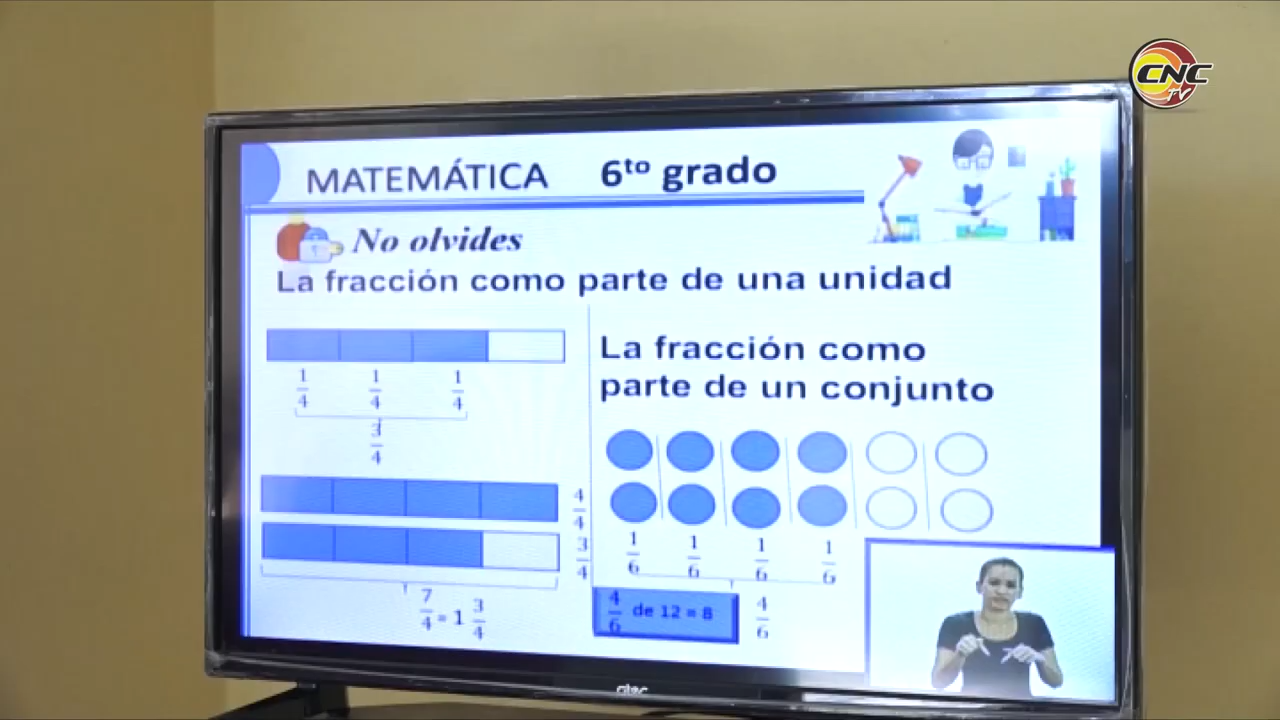 CNC
TV
MATEMÁTICA 6to grado
No olvides
La fracción como parte de una unidad
1/4 1/4 1/4
3/4
4/4
3/4
7/4 = 1 3/4
La fracción como
parte de un conjunto
1/6 1/6 1/6 1/6
4/6 de 12 = 8
4/6